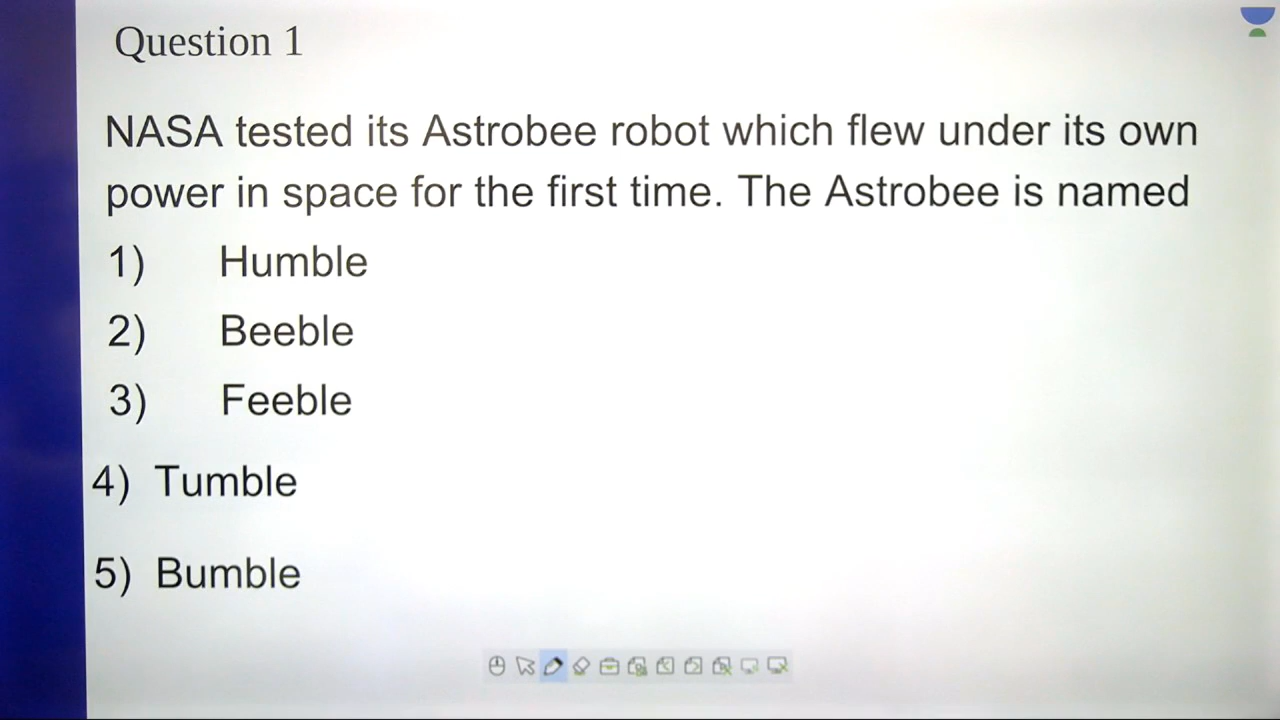 Question 1
NASA tested its Astrobee robot which flew under its own
power in space for the first time. The Astrobee is named
1) Humble
2) Beeble
3) Feeble
4) Tumble
5) Bumble